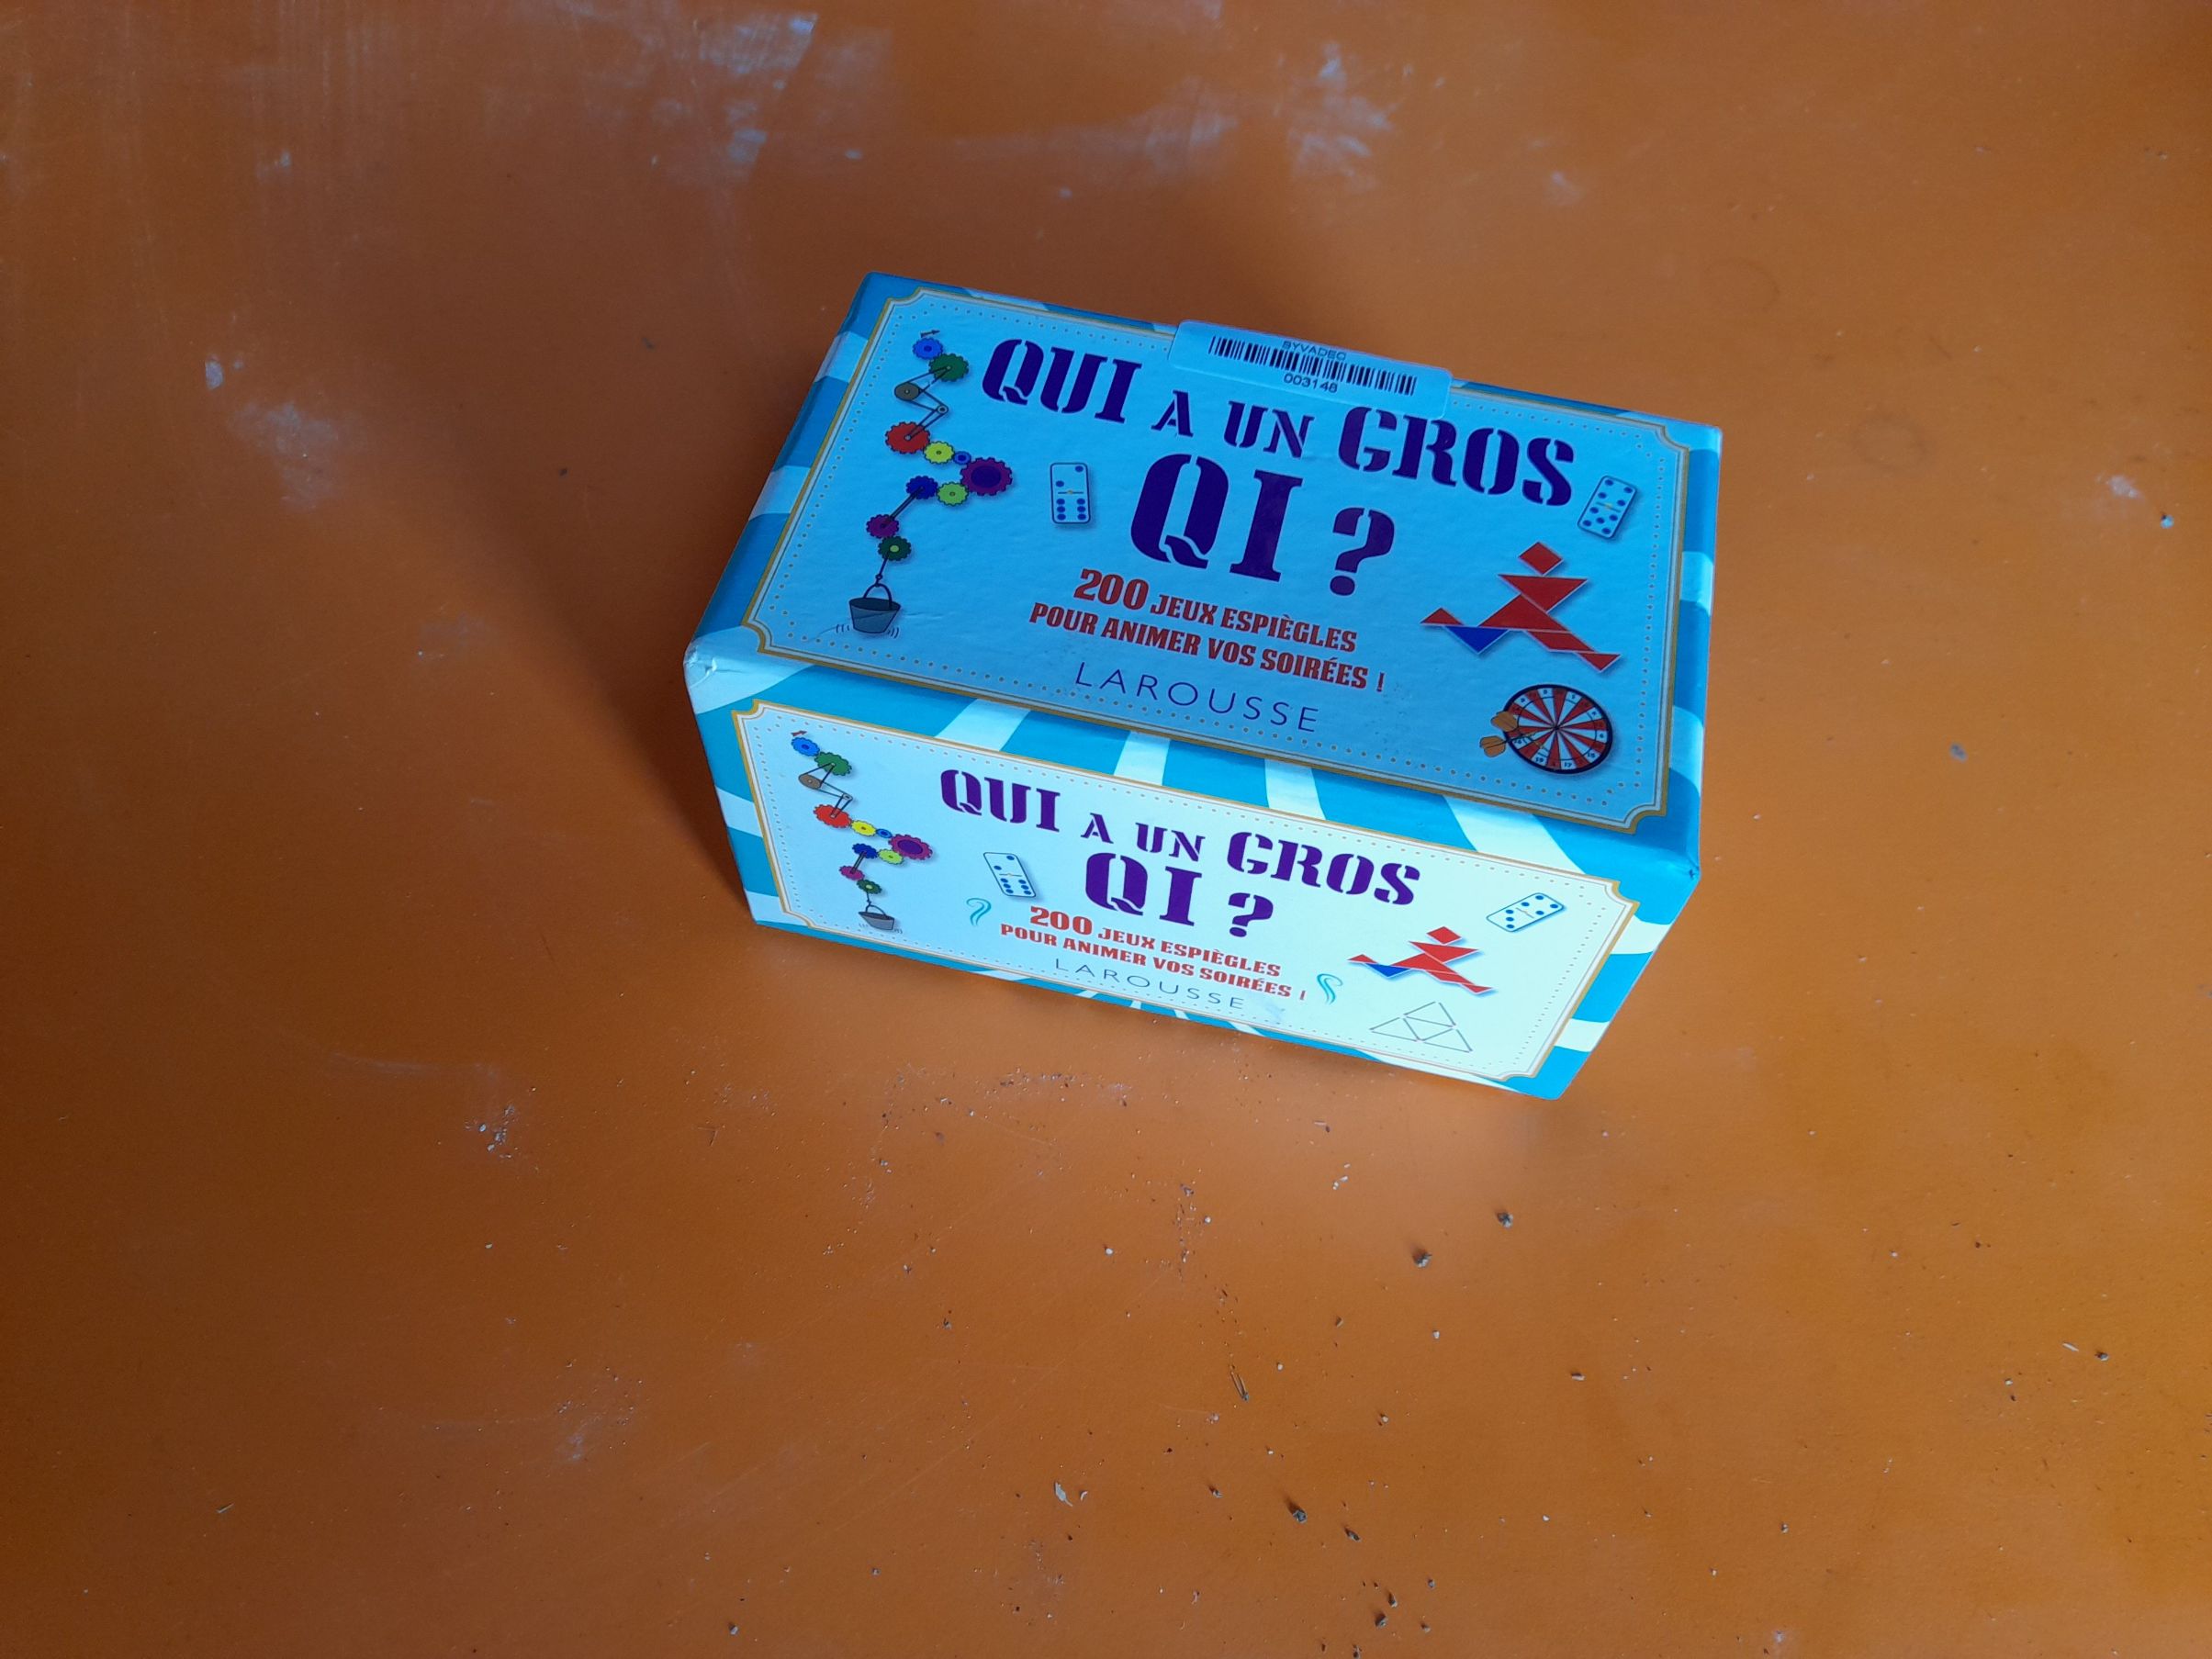 SYVADEC
003148
QUI A UN GROS
QI ?
200 JEUX ESPIÈGLES
POUR ANIMER VOS SOIRÉES !
LAROUSSE
QUI A UN GROS
QI ?
200 JEUX ESPIÈGLES
POUR ANIMER VOS SOIRÉES !
LAROUSSE